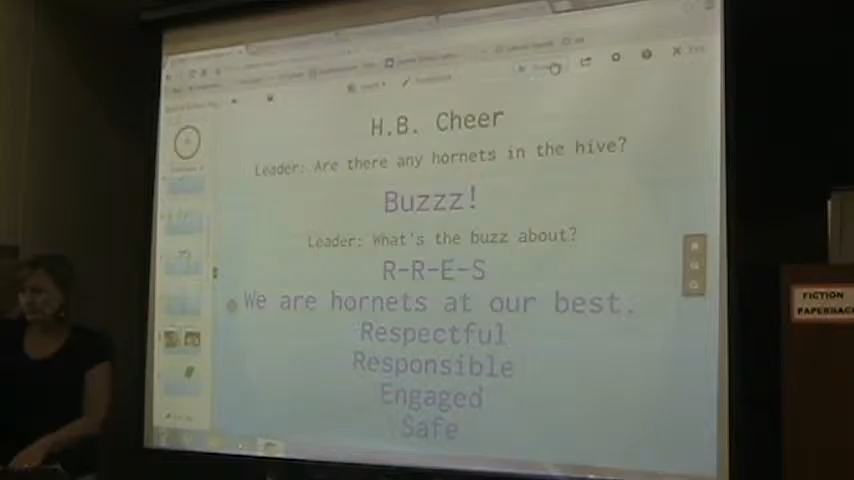 H.B. Cheer
Leader: Are there any hornets in the hive?
Buzzz!
Leader: What's the buzz about?
R-R-E-S
We are hornets at our best.
Respectful
Responsible
Engaged
Safe
FICTION
PAPERBACK